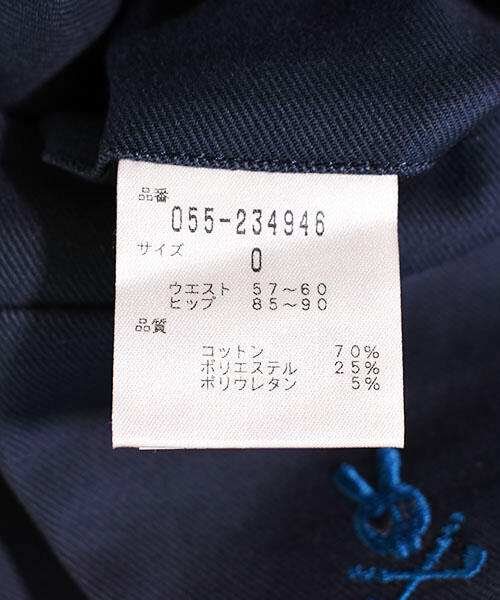 品番
055-234946
サイズ
0
ウエスト 57～60
ヒップ 85～90
品質
コットン 70%
ポリエステル 25%
ポリウレタン 5%